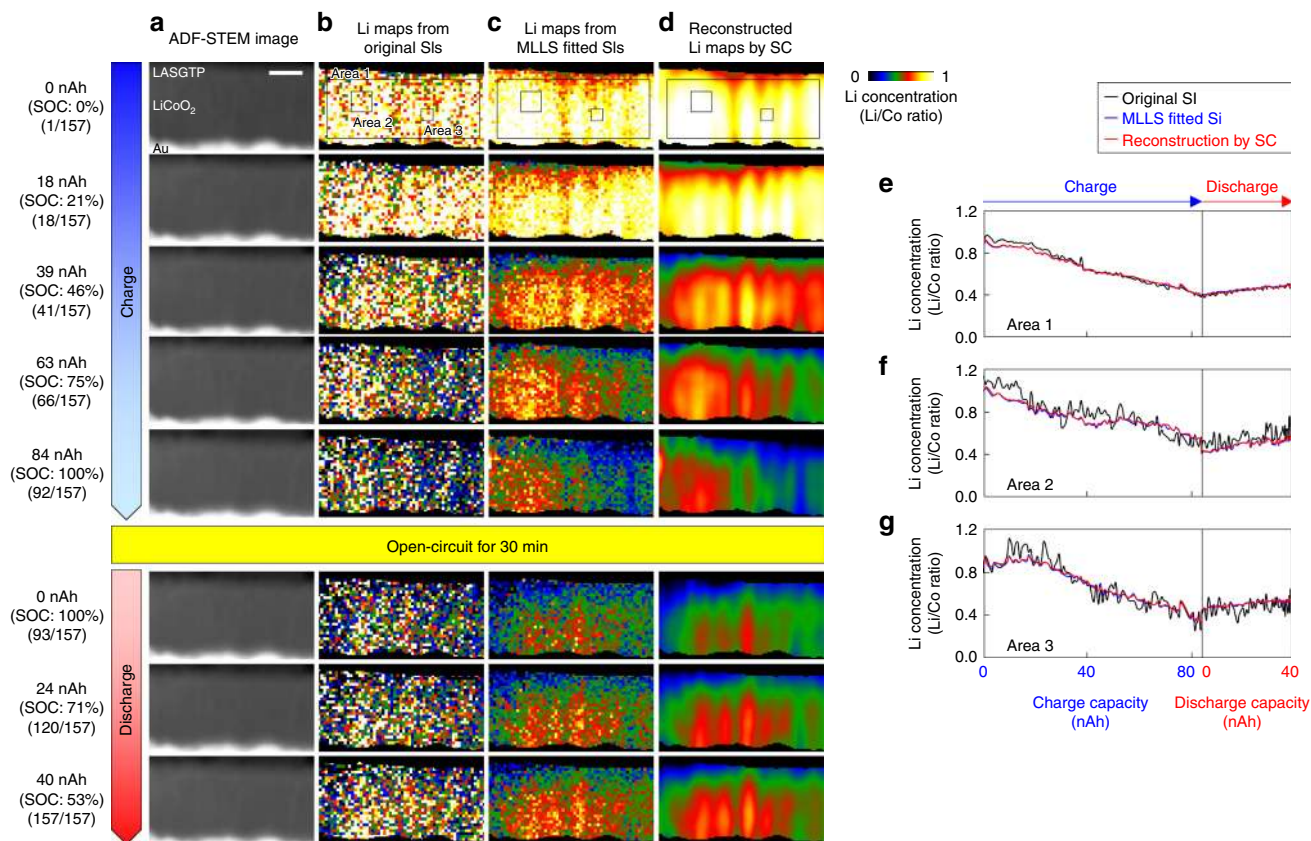 a
ADF-STEM image
b
Li maps from
original SIs
c
Li maps from
MLLS fitted SIs
d
Reconstructed
Li maps by SC
0 nAh
(SOC: 0%)
(1/157)
LASGTP
LiCoO2
Au
Area 1
Area 2
Area 3
18 nAh
(SOC: 21%)
(18/157)
39 nAh
(SOC: 46%)
(41/157)
63 nAh
(SOC: 75%)
(66/157)
84 nAh
(SOC: 100%)
(92/157)
Charge
Open-circuit for 30 min
0 nAh
(SOC: 100%)
(93/157)
24 nAh
(SOC: 71%)
(120/157)
40 nAh
(SOC: 53%)
(157/157)
Discharge
0 1
Li concentration
(Li/Co ratio)
Original SI
MLLS fitted Si
Reconstruction by SC
e
Charge
Discharge
Li concentration
(Li/Co ratio)
1.2
0.8
0.4
0.0
Area 1
f
Li concentration
(Li/Co ratio)
1.2
0.8
0.4
0.0
Area 2
g
Li concentration
(Li/Co ratio)
1.2
0.8
0.4
0.0
Area 3
0 40 80 0 40
Charge capacity
(nAh)
Discharge capacity
(nAh)